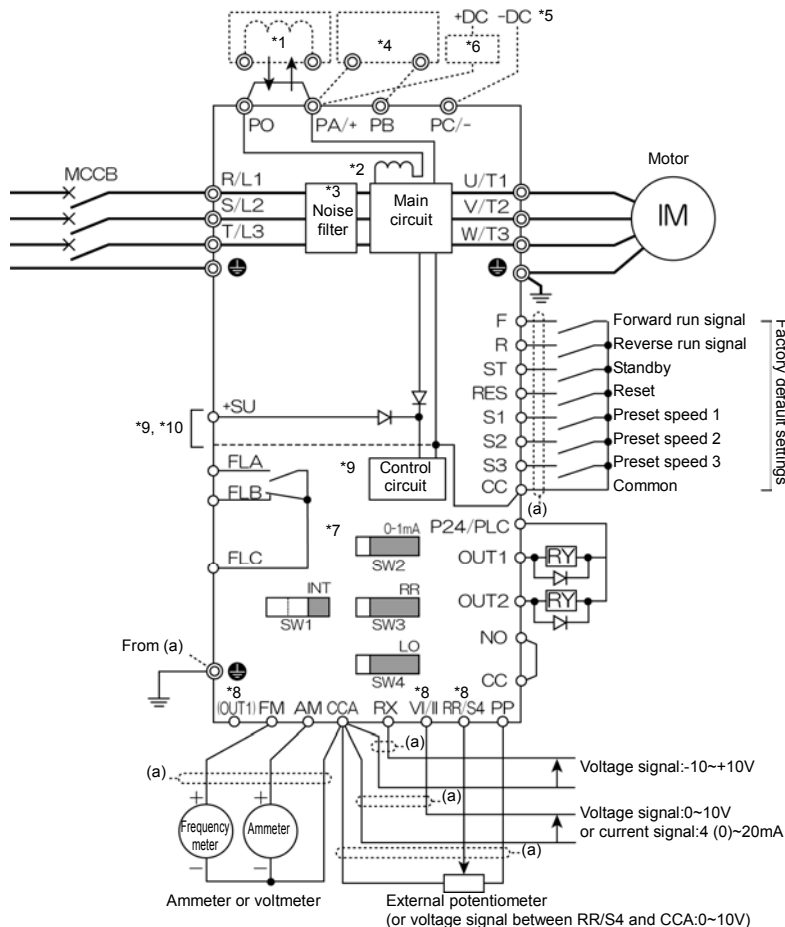 +DC -DC *5
*1
*4
*6
PO PA/+ PB PC/-
MCCB
*2
R/L1
*3
Noise
filter
Main
circuit
U/T1
Motor
S/L2
V/T2
IM
T/L3
W/T3
F Forward run signal
R Reverse run signal
ST Standby
RES Reset
S1 Preset speed 1
S2 Preset speed 2
S3 Preset speed 3
CC Common
Factory derault settings
(a)
+SU
*9, *10
FLA
FLB
FLC
*9
Control
circuit
*7
0-1mA
SW2
P24/PLC
OUT1 RY
OUT2 RY
INT
SW1
RR
SW3
LO
SW4
NO
CC
From (a)
*8 *8 *8
(OUT1) FM AM CCA RX VI/II RR/S4 PP
(a)
Voltage signal:-10~+10V
(a)
(a)
Voltage signal:0~10V
or current signal:4 (0)~20mA
(a)
+ +
Frequency
meter
Ammeter
− −
Ammeter or voltmeter
External potentiometer
(or voltage signal between RR/S4 and CCA:0~10V)